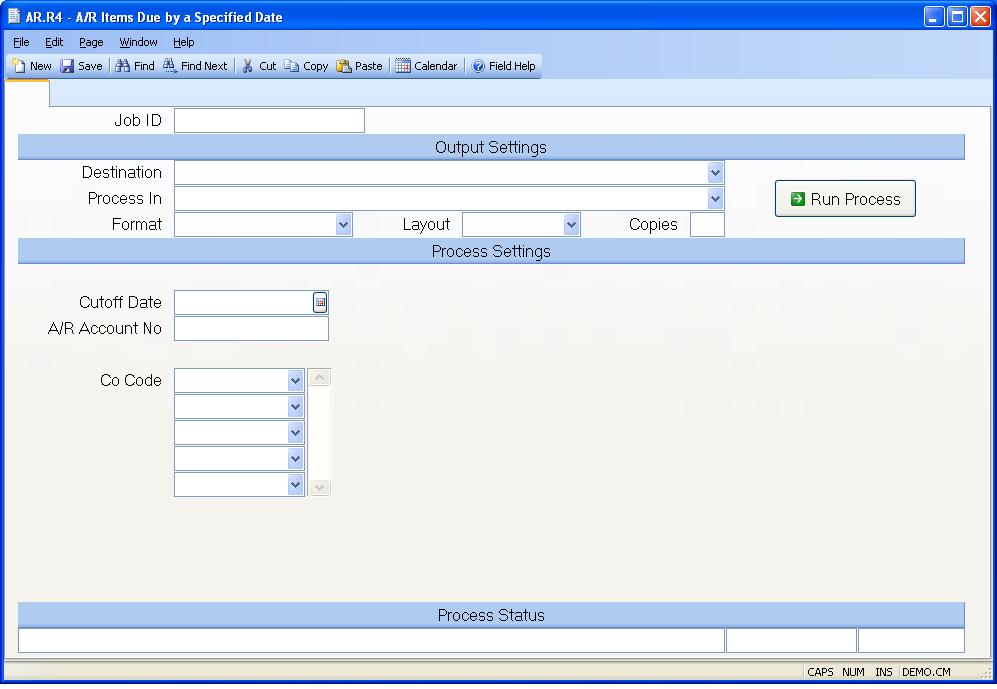 AR.R4 - A/R Items Due by a Specified Date
File Edit Page Window Help
New Save Find Find Next Cut Copy Paste Calendar Field Help
Job ID
Output Settings
Destination
Process In
Run Process
Format Layout Copies
Process Settings
Cutoff Date
A/R Account No
Co Code
Process Status
CAPS NUM INS DEMO.CM